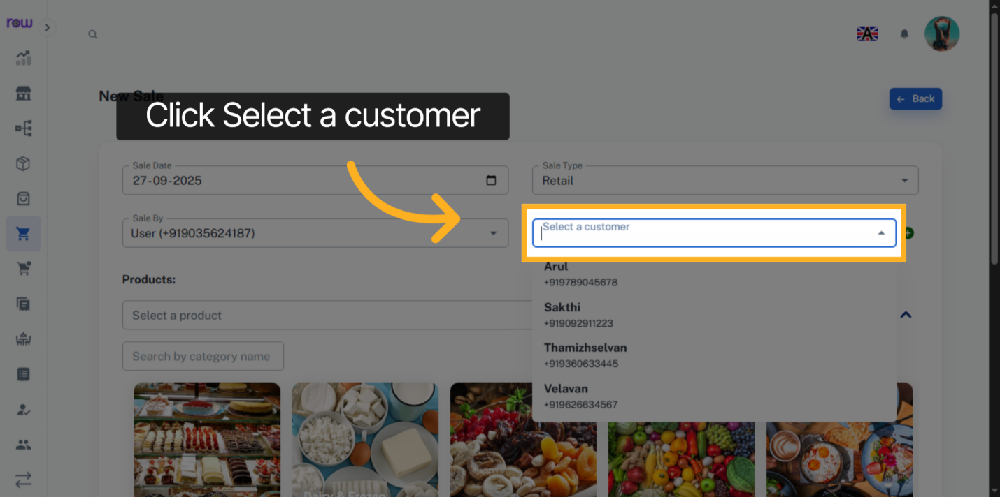 row
A
New Sale
Back
Click Select a customer
Sale Date
27-09-2025
Sale Type
Retail
Sale By
User (+919035624187)
Select a customer
Arul
+919789045678
Sakthi
+919092911223
Thamizhselvan
+919360633445
Velavan
+919626634567
Products:
Select a product
Search by category name
Dairy & Frozen